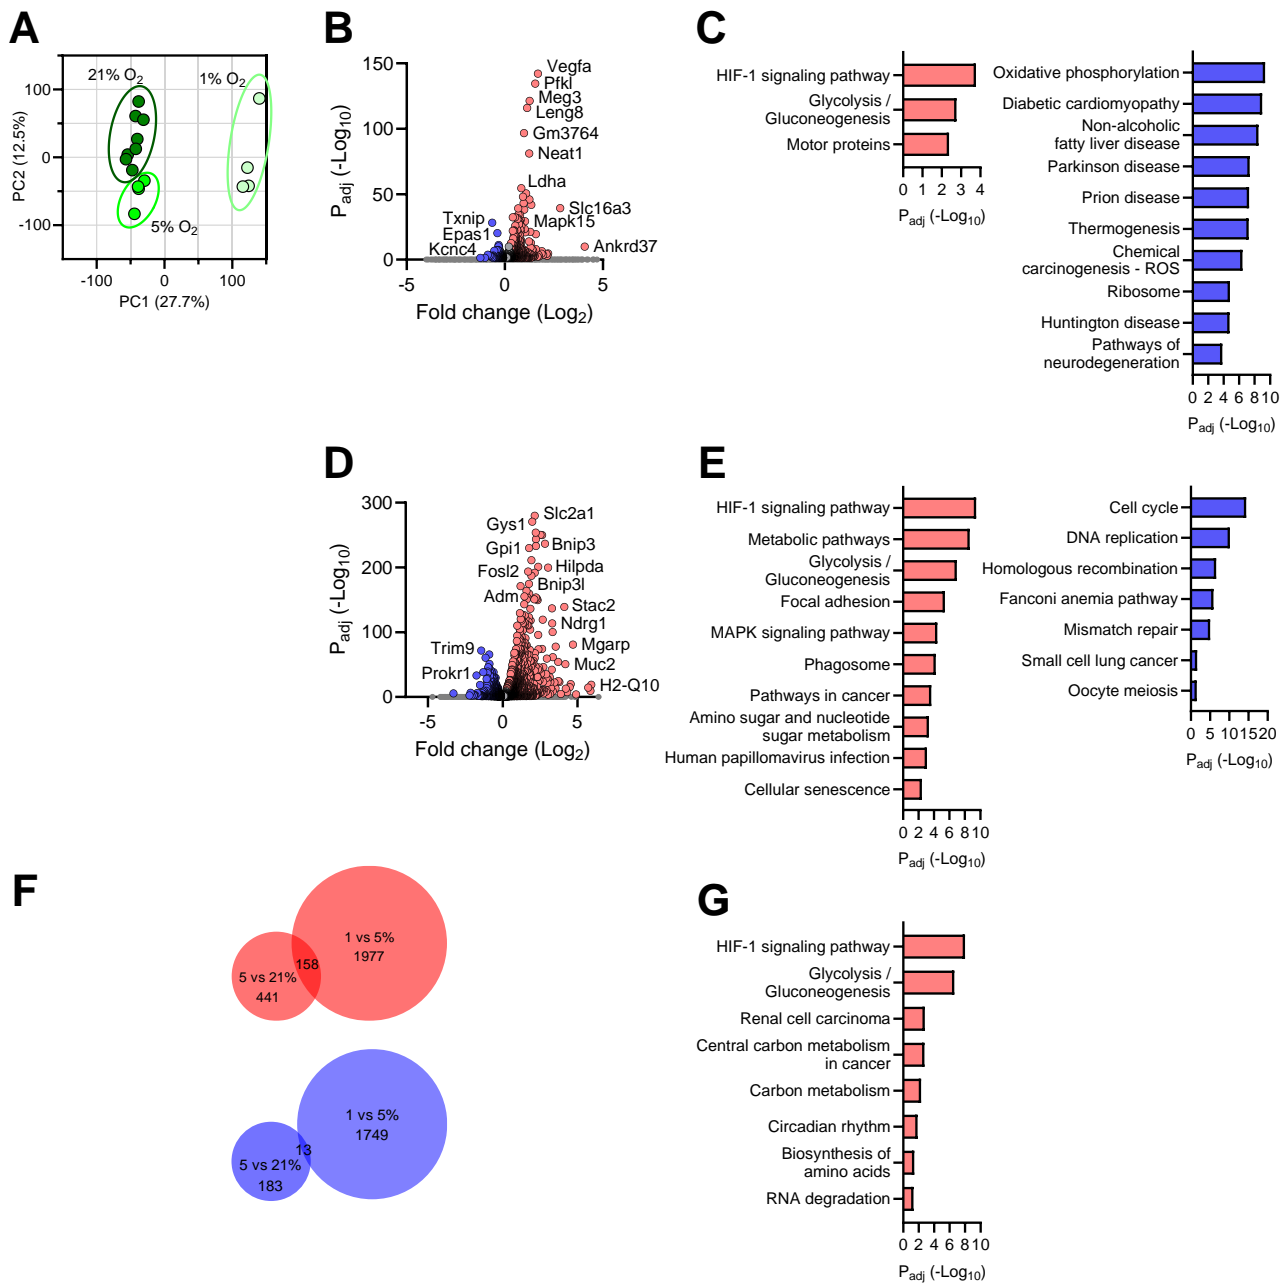 A
21% O2
1% O2
5% O2
100
0
-100
PC2 (12.5%)
-100
0
100
PC1 (27.7%)
B
150
100
50
0
Padj (-Log10)
Vegfa
Pfkl
Meg3
Leng8
Gm3764
Neat1
Ldha
Slc16a3
Txnip
Mapk15
Epas1
Kcnc4
Ankrd37
-5
0
5
Fold change (Log2)
C
HIF-1 signaling pathway
Glycolysis /
Gluconeogenesis
Motor proteins
0 1 2 3 4
Padj (-Log10)
Oxidative phosphorylation
Diabetic cardiomyopathy
Non-alcoholic
fatty liver disease
Parkinson disease
Prion disease
Thermogenesis
Chemical
carcinogenesis - ROS
Ribosome
Huntington disease
Pathways of
neurodegeneration
0 2 4 6 8 10
Padj (-Log10)
D
300
200
100
0
Padj (-Log10)
Slc2a1
Gys1
Gpi1
Bnip3
Fosl2
Hilpda
Bnip3l
Adm
Stac2
Ndrg1
Trim9
Mgarp
Prokr1
Muc2
H2-Q10
-5
0
5
Fold change (Log2)
E
HIF-1 signaling pathway
Metabolic pathways
Glycolysis /
Gluconeogenesis
Focal adhesion
MAPK signaling pathway
Phagosome
Pathways in cancer
Amino sugar and nucleotide
sugar metabolism
Human papillomavirus infection
Cellular senescence
0 2 4 6 8 10
Padj (-Log10)
Cell cycle
DNA replication
Homologous recombination
Fanconi anemia pathway
Mismatch repair
Small cell lung cancer
Oocyte meiosis
0 5 10 15 20
Padj (-Log10)
F
1 vs 5%
1977
158
5 vs 21%
441
1 vs 5%
1749
13
5 vs 21%
183
G
HIF-1 signaling pathway
Glycolysis /
Gluconeogenesis
Renal cell carcinoma
Central carbon metabolism
in cancer
Carbon metabolism
Circadian rhythm
Biosynthesis of
amino acids
RNA degradation
0 2 4 6 8 10
Padj (-Log10)